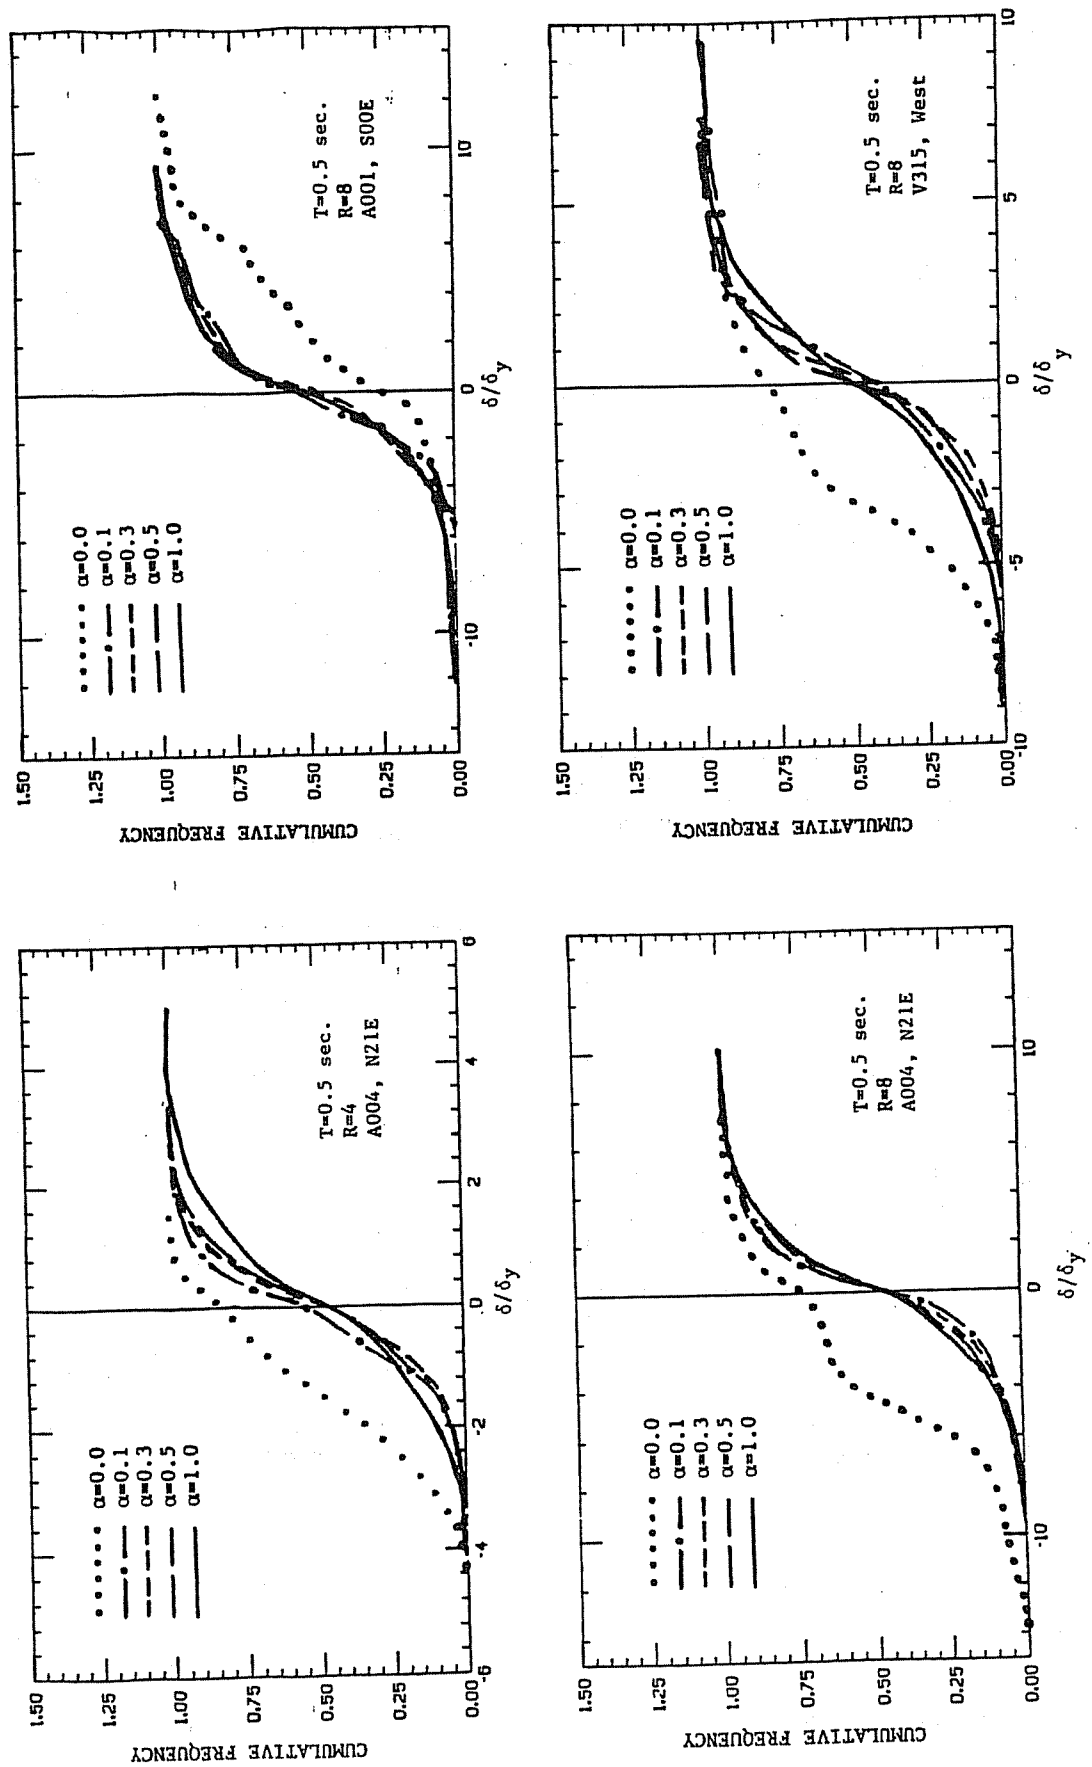 1.50
1.25
1.00
0.75
0.50
0.25
0.00
CUMULATIVE FREQUENCY
α=0.0
α=0.1
α=0.3
α=0.5
α=1.0
T=0.5 sec.
R=4
A004, N21E
-6
-4
-2
0
2
4
6
δ/δy
1.50
1.25
1.00
0.75
0.50
0.25
0.00
CUMULATIVE FREQUENCY
α=0.0
α=0.1
α=0.3
α=0.5
α=1.0
T=0.5 sec.
R=8
A001, S00E
-10
0
10
δ/δy
1.50
1.25
1.00
0.75
0.50
0.25
0.00
CUMULATIVE FREQUENCY
α=0.0
α=0.1
α=0.3
α=0.5
α=1.0
T=0.5 sec.
R=8
A004, N21E
-10
0
10
δ/δy
1.50
1.25
1.00
0.75
0.50
0.25
0.00
CUMULATIVE FREQUENCY
α=0.0
α=0.1
α=0.3
α=0.5
α=1.0
T=0.5 sec.
R=8
V315, West
-10
-5
0
5
10
δ/δy